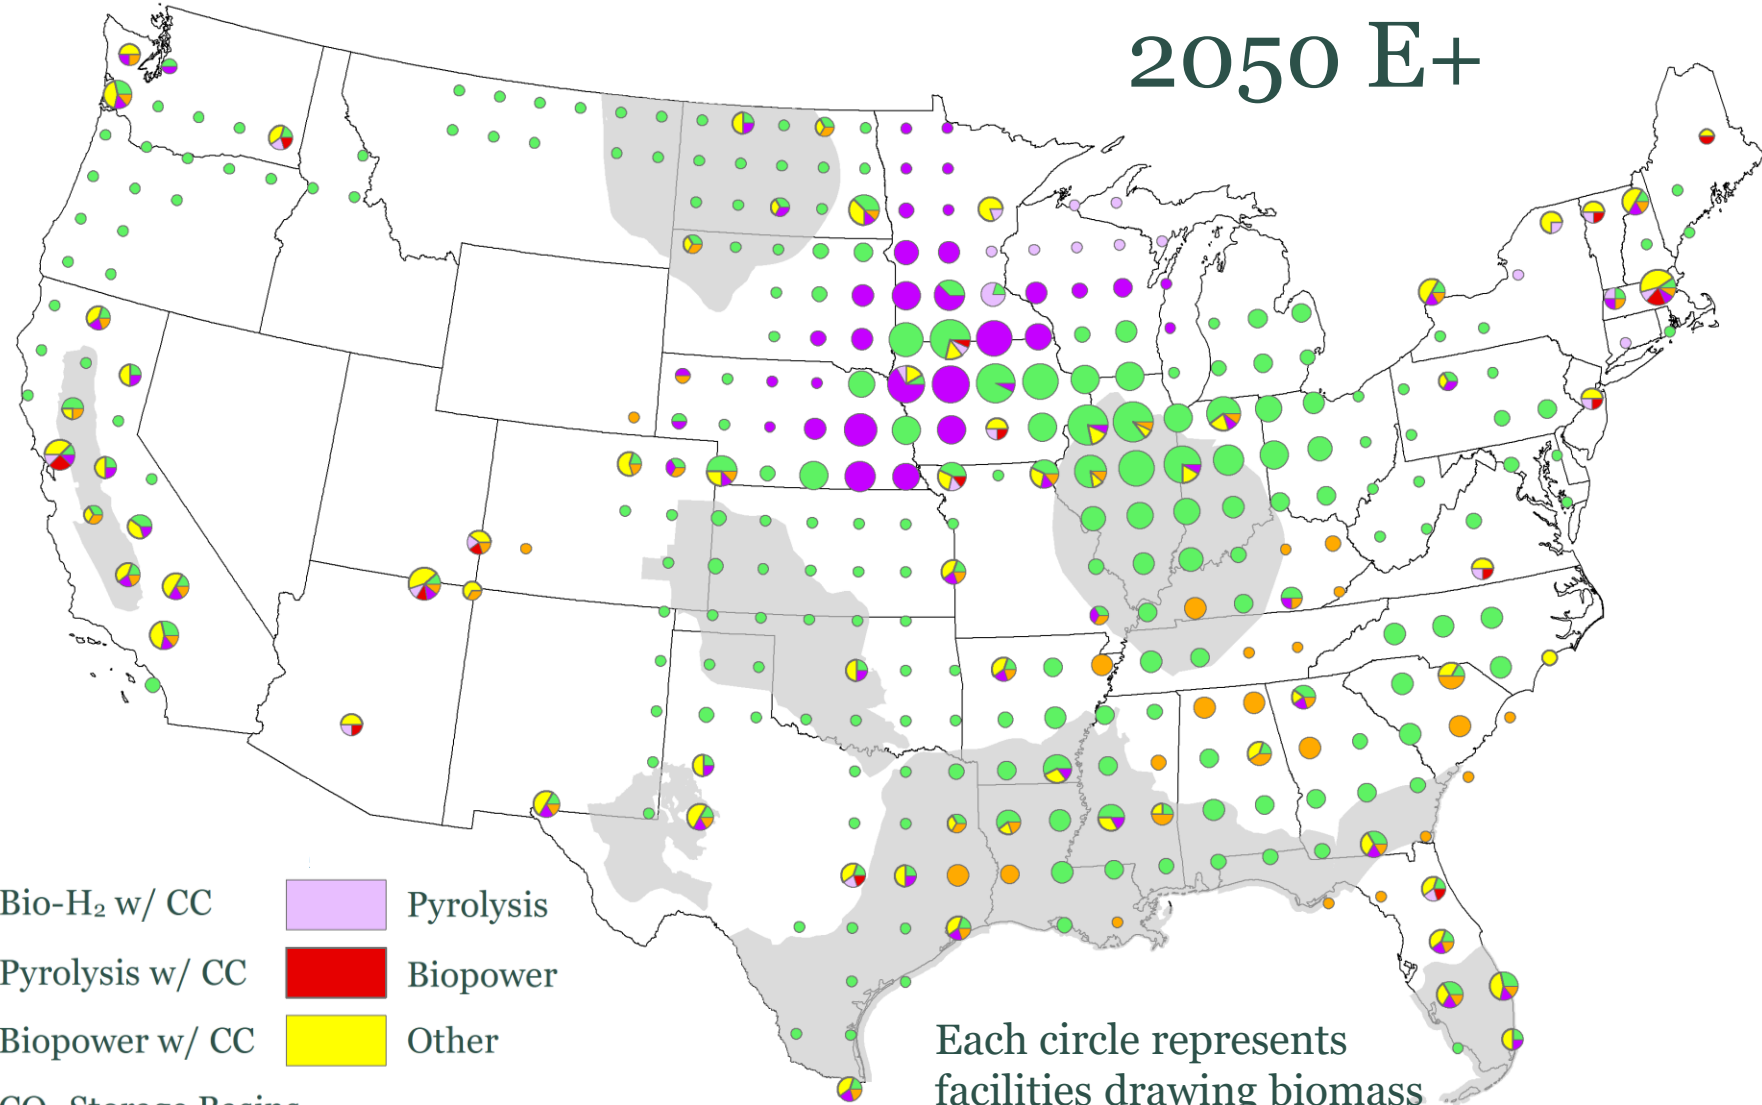 2050 E+
Bio-H₂ w/ CC
Pyrolysis
Pyrolysis w/ CC
Biopower
Biopower w/ CC
Other
Each circle represents
facilities drawing biomass